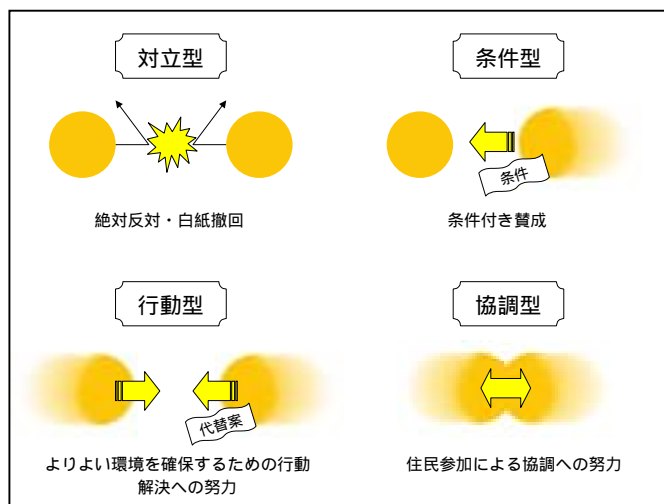 対立型
絶対反対・白紙撤回
条件型
条件
条件付き賛成
行動型
代替案
よりよい環境を確保するための行動
解決への努力
協調型
住民参加による協調への努力